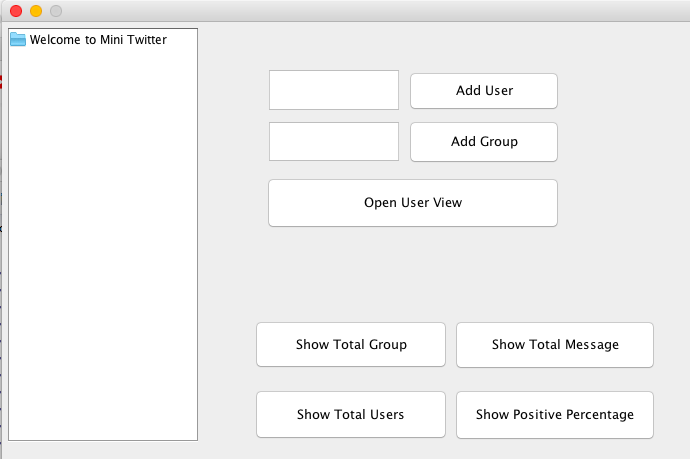 Welcome to Mini Twitter
Add User
Add Group
Open User View
Show Total Group
Show Total Message
Show Total Users
Show Positive Percentage